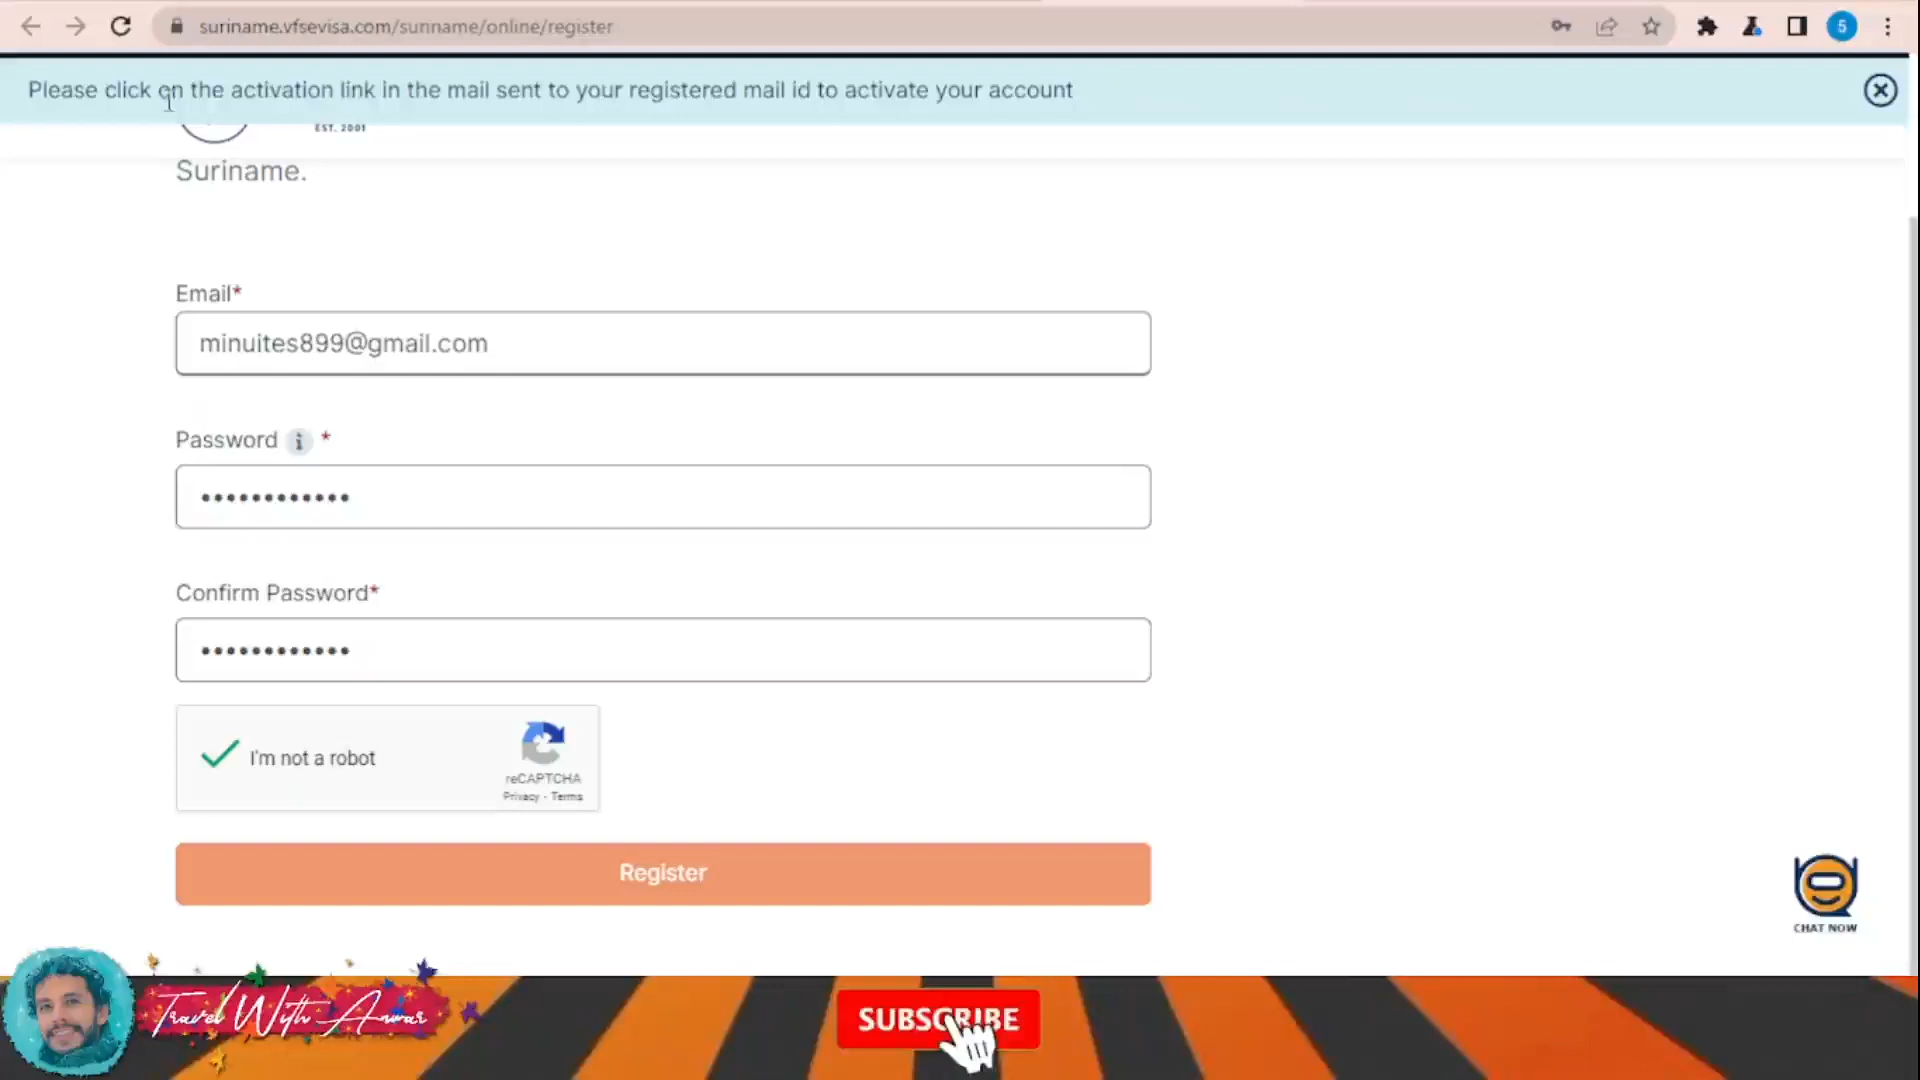 suriname.vfsevisa.com/suriname/online/register
5
Please click on the activation link in the mail sent to your registered mail id to activate your account
EST. 2001
Suriname.
Email*
minuites899@gmail.com
Password i *
Confirm Password*
I'm not a robot
reCAPTCHA
Privacy - Terms
Register
CHAT NOW
Travel With Anwar
SUBSCRIBE